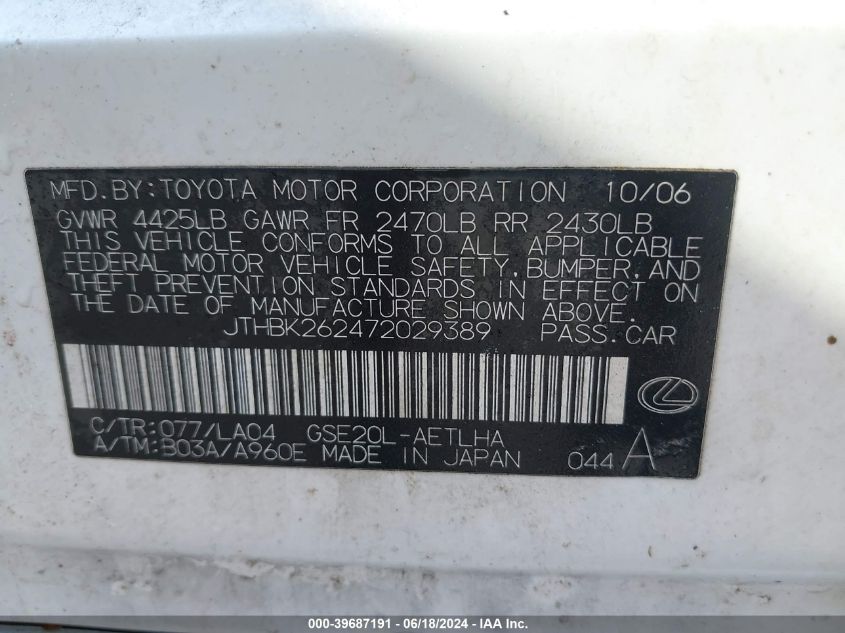 MFD.BY:TOYOTA MOTOR CORPORATION 10/06
GVWR 4425LB GAWR FR 2470LB RR 2430LB
THIS VEHICLE CONFORMS TO ALL APPLICABLE
FEDERAL MOTOR VEHICLE SAFETY,BUMPER,AND
THEFT PREVENTION STANDARDS IN EFFECT ON
THE DATE OF MANUFACTURE SHOWN ABOVE.
JTHBK262472029389 PASS.CAR
C/TR:077/LA04 GSE20L-AETLHA
A/TM:B03A/A960E MADE IN JAPAN 044 A
000-39687191 - 06/18/2024 - IAA Inc.